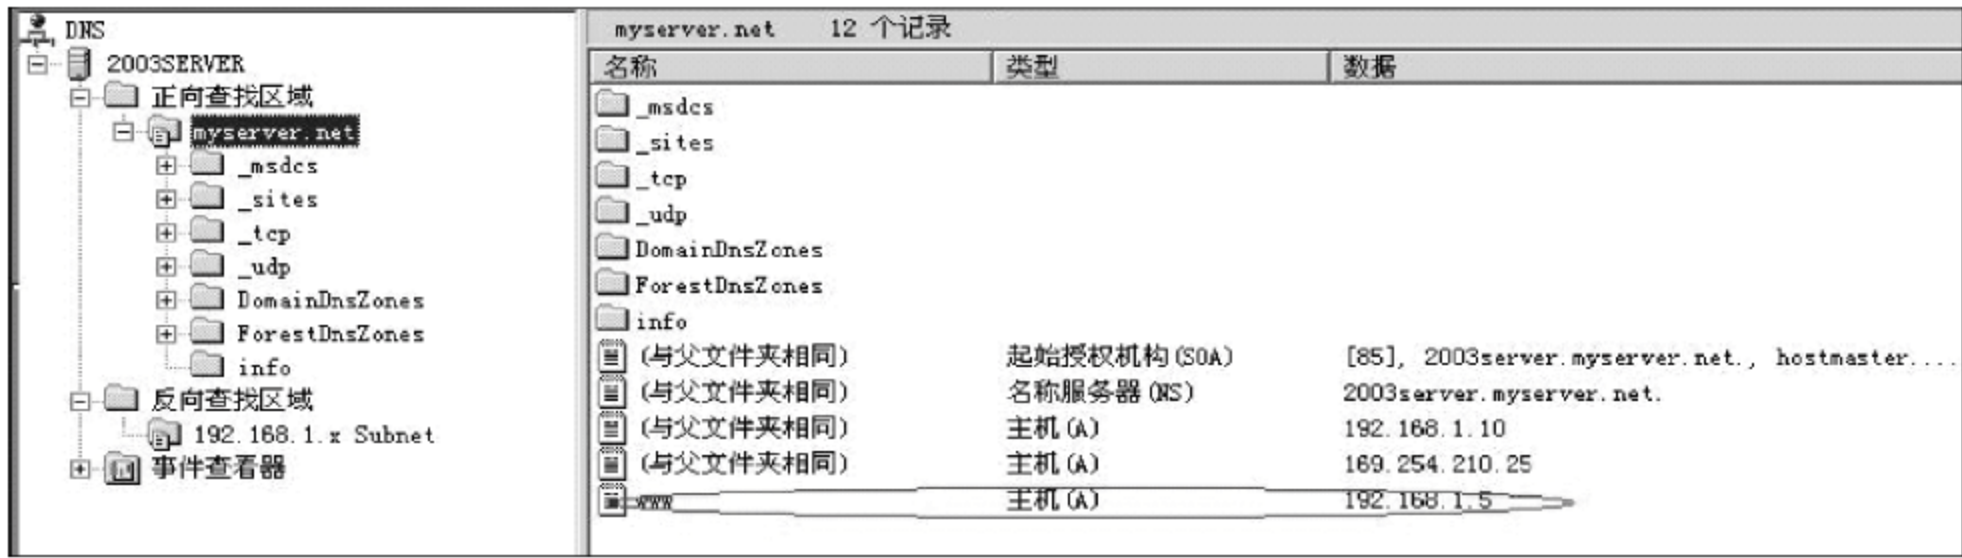 DNS
2003SERVER
正向查找区域
myserver.net
_msdcs
_sites
_tcp
_udp
DomainDnsZones
ForestDnsZones
info
反向查找区域
192.168.1.x Subnet
事件查看器
myserver.net 12 个记录
名称 类型 数据
_msdcs
_sites
_tcp
_udp
DomainDnsZones
ForestDnsZones
info
(与父文件夹相同) 起始授权机构(SOA) [85], 2003server.myserver.net., hostmaster....
(与父文件夹相同) 名称服务器(NS) 2003server.myserver.net.
(与父文件夹相同) 主机(A) 192.168.1.10
(与父文件夹相同) 主机(A) 169.254.210.25
www 主机(A) 192.168.1.5